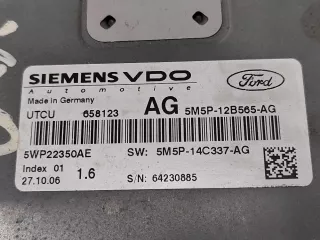 SIEMENS VDO
Automotive
Ford
Made in Germany
UTCU 658123 AG 5M5P-12B565-AG
5WP22350AE SW: 5M5P-14C337-AG
Index 01 1.6
27.10.06 S/N: 64230885